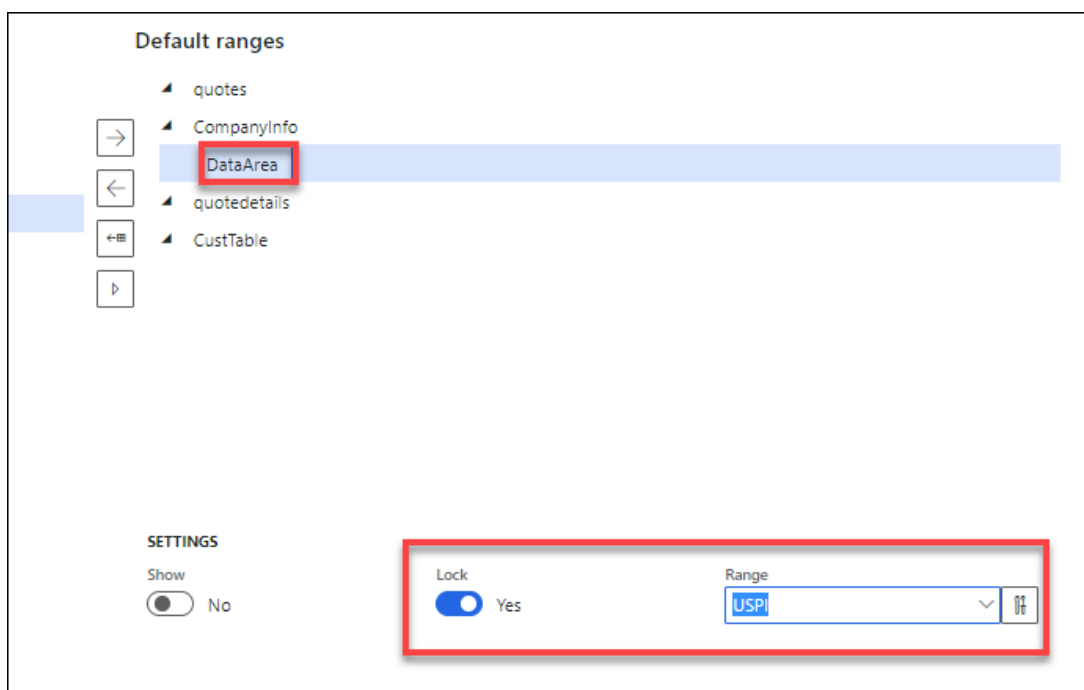 Default ranges
quotes
CompanyInfo
DataArea
quotedetails
CustTable
SETTINGS
Show
No
Lock
Yes
Range
USPI